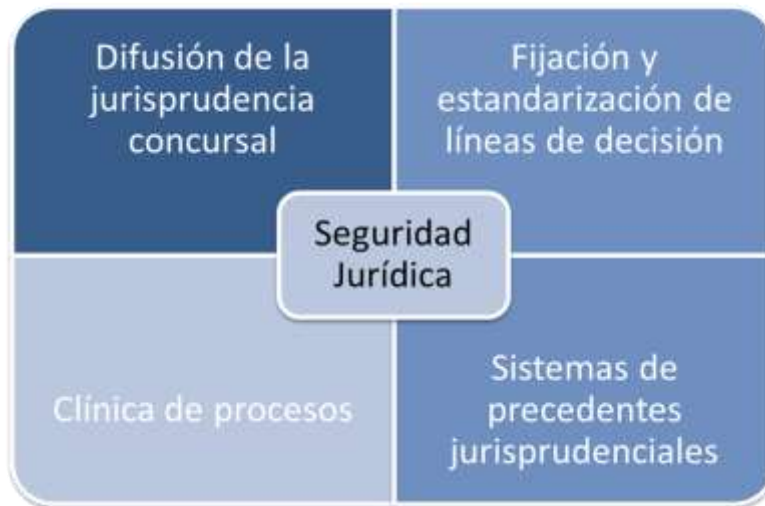 Difusión de la
jurisprudencia
concursal
Fijación y
estandarización de
líneas de decisión
Seguridad
Jurídica
Clínica de procesos
Sistemas de
precedentes
jurisprudenciales